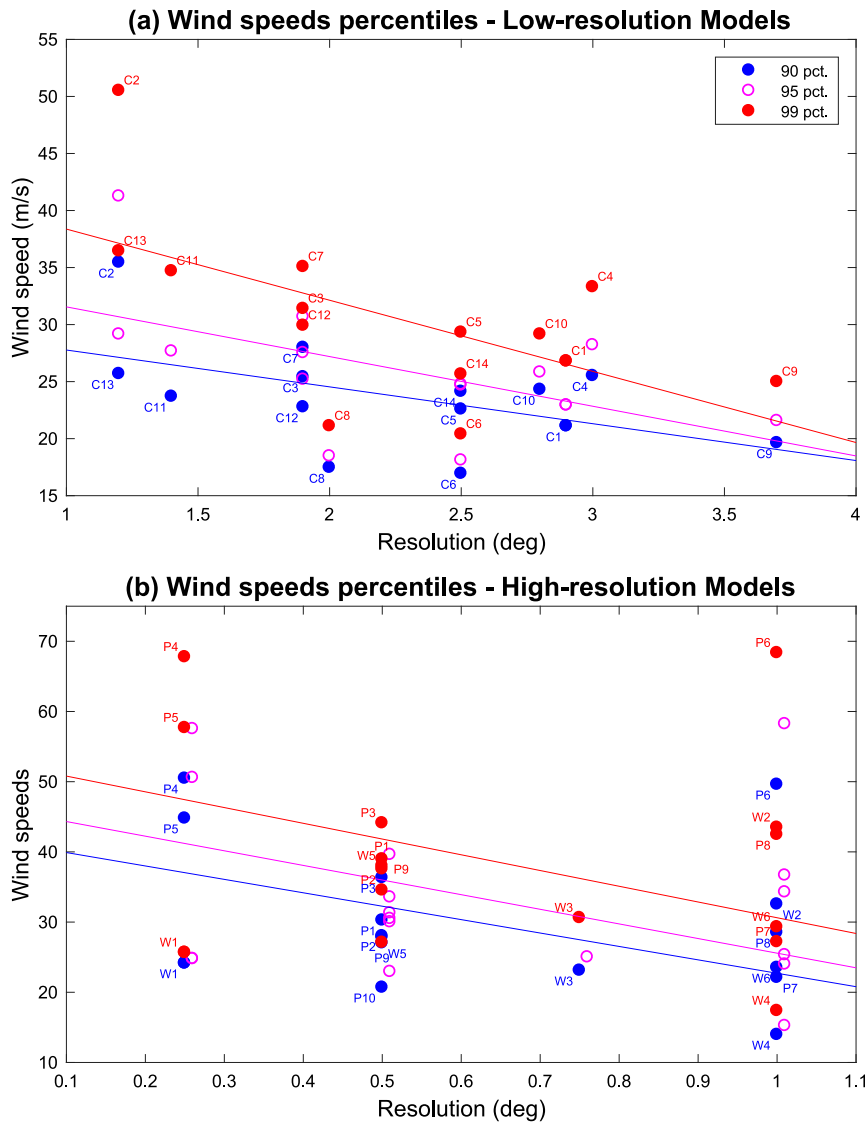 (a) Wind speeds percentiles - Low-resolution Models
55
50
45
40
35
30
25
20
15
Wind speed (m/s)
90 pct.
95 pct.
99 pct.
C2
C13
C2
C11
C7
C3
C12
C7
C3
C13
C11
C12
C8
C8
C5
C14
C14
C5
C6
C6
C10
C10
C1
C1
C4
C4
C9
C9
1
1.5
2
2.5
3
3.5
4
Resolution (deg)
(b) Wind speeds percentiles - High-resolution Models
70
60
50
40
30
20
10
Wind speeds
P4
P5
P4
P5
W1
W1
P3
P1
W5
P9
P2
P3
P1
P2
W5
P9
P10
W3
W3
P6
P6
W2
P8
W2
W6
P7
P8
W6
P7
W4
W4
0.1
0.2
0.3
0.4
0.5
0.6
0.7
0.8
0.9
1
1.1
Resolution (deg)